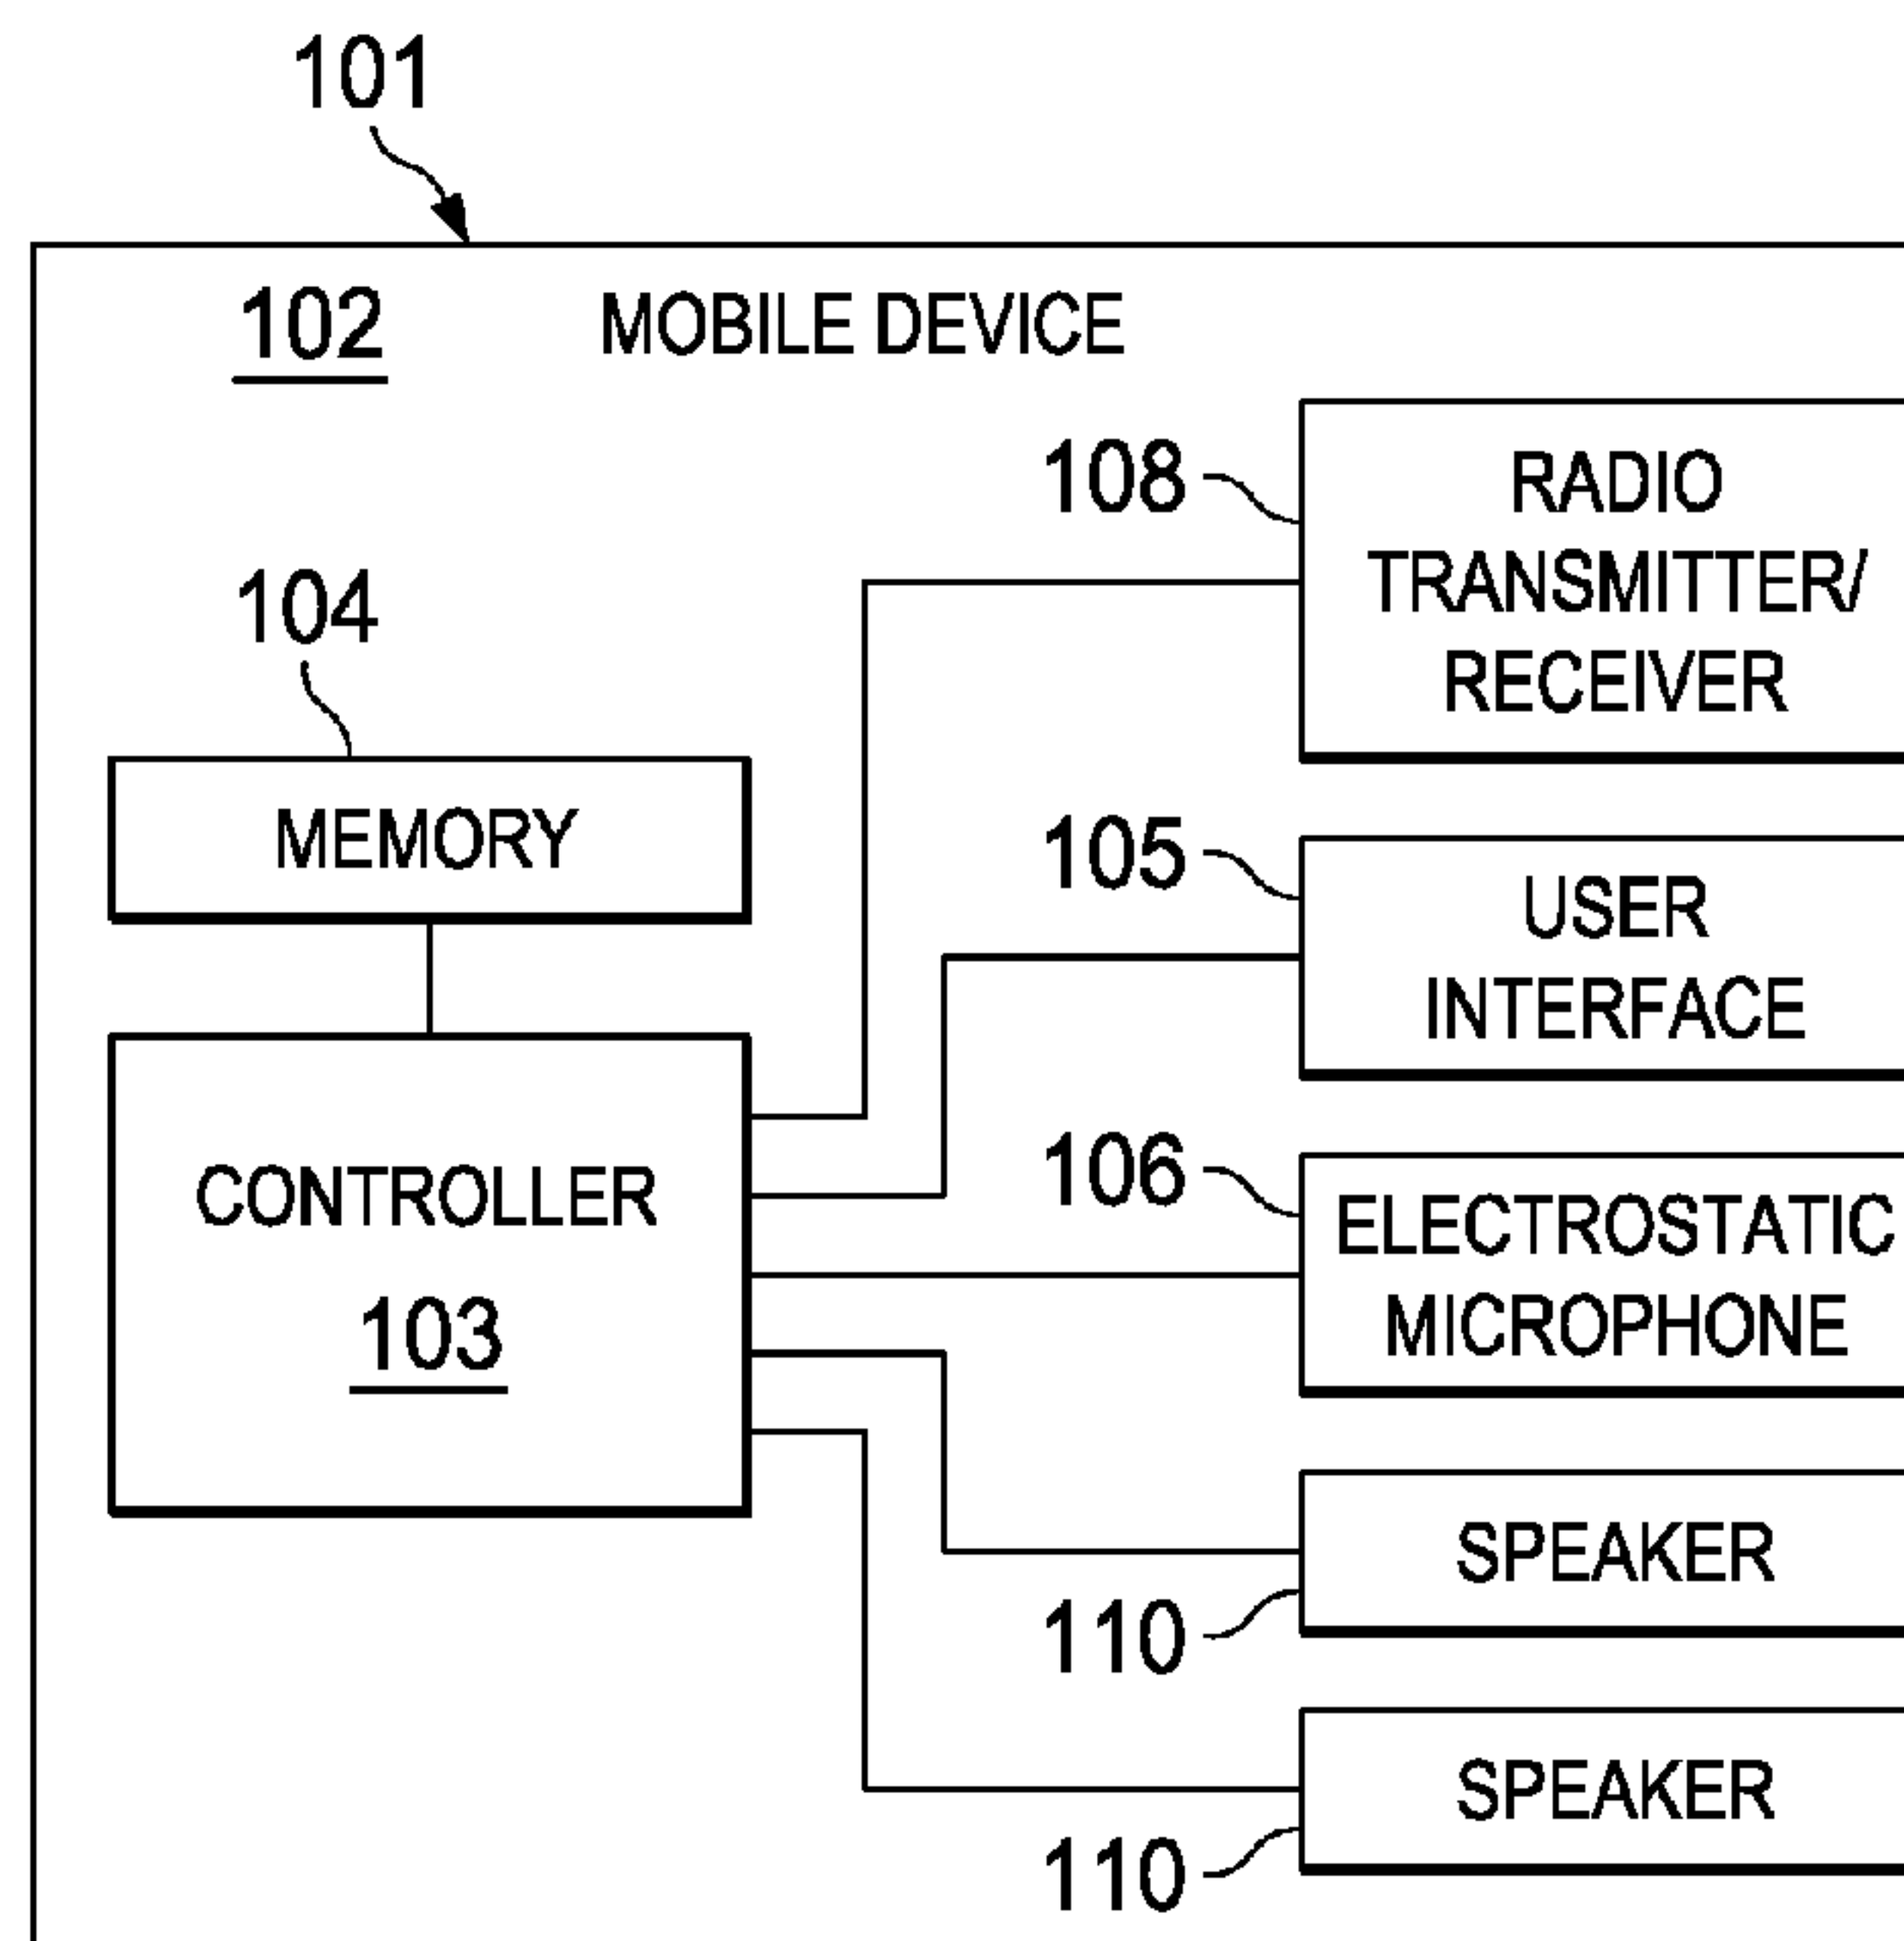 101
102
MOBILE DEVICE
108
RADIO
TRANSMITTER/
RECEIVER
104
MEMORY
105
USER
INTERFACE
CONTROLLER
103
106
ELECTROSTATIC
MICROPHONE
SPEAKER
110
SPEAKER
110